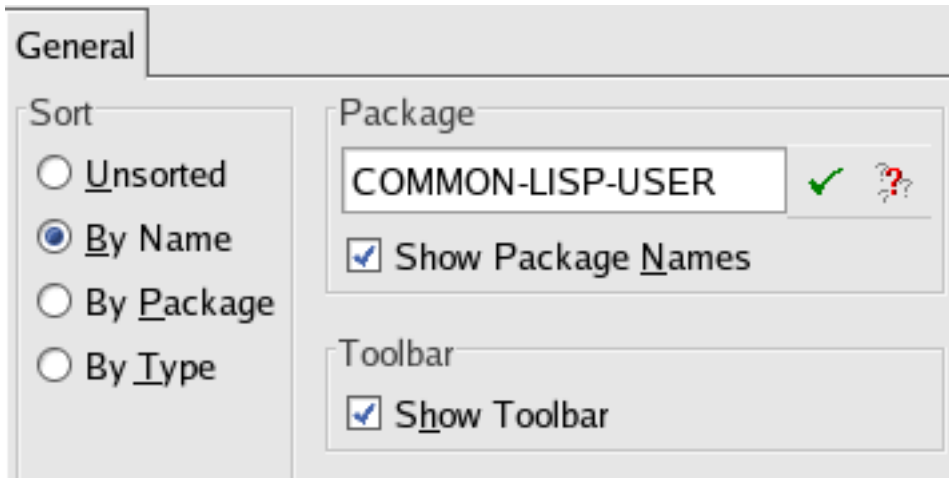 General
Sort
Unsorted
By Name
By Package
By Type
Package
COMMON-LISP-USER
Show Package Names
Toolbar
Show Toolbar